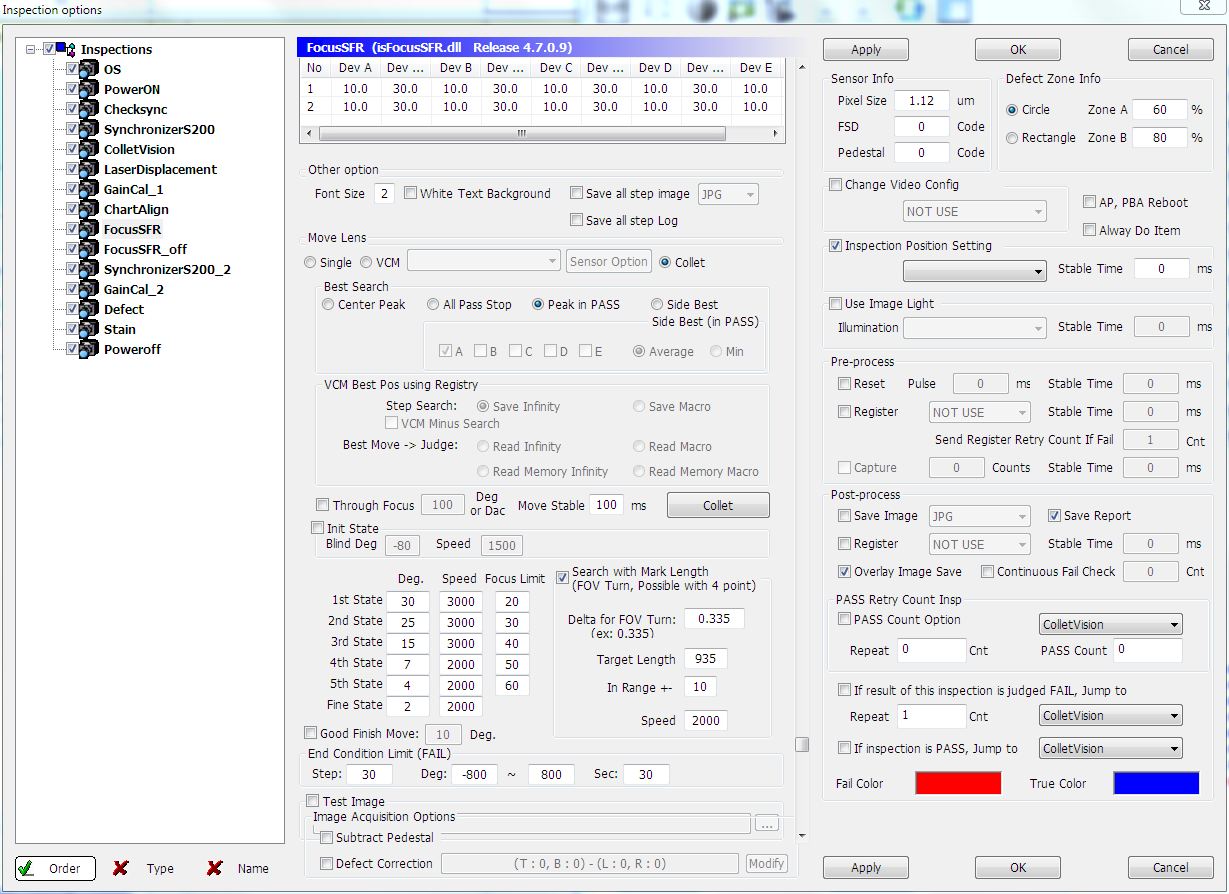 Inspection options
Inspections
OS
PowerON
Checksync
SynchronizerS200
ColletVision
LaserDisplacement
GainCal_1
ChartAlign
FocusSFR
FocusSFR_off
SynchronizerS200_2
GainCal_2
Defect
Stain
Poweroff
Order Type Name
FocusSFR (isFocusSFR.dll Release 4.7.0.9)
No Dev A Dev ... Dev B Dev ... Dev C Dev ... Dev D Dev ... Dev E
1 10.0 30.0 10.0 30.0 10.0 30.0 10.0 30.0 10.0
2 10.0 30.0 10.0 30.0 10.0 30.0 10.0 30.0 10.0
Other option
Font Size 2 White Text Background Save all step image JPG
Save all step Log
Move Lens
Single VCM Sensor Option Collet
Best Search
Center Peak All Pass Stop Peak in PASS Side Best
Side Best (in PASS)
A B C D E Average Min
VCM Best Pos using Registry
Step Search: Save Infinity Save Macro
VCM Minus Search
Best Move -> Judge: Read Infinity Read Macro
Read Memory Infinity Read Memory Macro
Through Focus 100 Deg or Dac Move Stable 100 ms Collet
Init State
Blind Deg -80 Speed 1500
Deg. Speed Focus Limit
1st State 30 3000 20
2nd State 25 3000 30
3rd State 15 3000 40
4th State 7 2000 50
5th State 4 2000 60
Fine State 2 2000
Search with Mark Length
(FOV Turn, Possible with 4 point)
Delta for FOV Turn: 0.335
(ex: 0.335)
Target Length 935
In Range +- 10
Speed 2000
Good Finish Move: 10 Deg.
End Condition Limit (FAIL)
Step: 30 Deg: -800 ~ 800 Sec: 30
Test Image
Image Acquisition Options
...
Subtract Pedestal
Defect Correction (T : 0, B : 0) - (L : 0, R : 0) Modify
Apply OK Cancel
Sensor Info
Pixel Size 1.12 um
FSD 0 Code
Pedestal 0 Code
Defect Zone Info
Circle Zone A 60 %
Rectangle Zone B 80 %
Change Video Config
NOT USE
AP, PBA Reboot
Alway Do Item
Inspection Position Setting
Stable Time 0 ms
Use Image Light
Illumination Stable Time 0 ms
Pre-process
Reset Pulse 0 ms Stable Time 0 ms
Register NOT USE Stable Time 0 ms
Send Register Retry Count If Fail 1 Cnt
Capture 0 Counts Stable Time 0 ms
Post-process
Save Image JPG Save Report
Register NOT USE Stable Time 0 ms
Overlay Image Save Continuous Fail Check 0 Cnt
PASS Retry Count Insp
PASS Count Option ColletVision
Repeat 0 Cnt PASS Count 0
If result of this inspection is judged FAIL, Jump to
Repeat 1 Cnt ColletVision
If inspection is PASS, Jump to ColletVision
Fail Color True Color
Apply OK Cancel